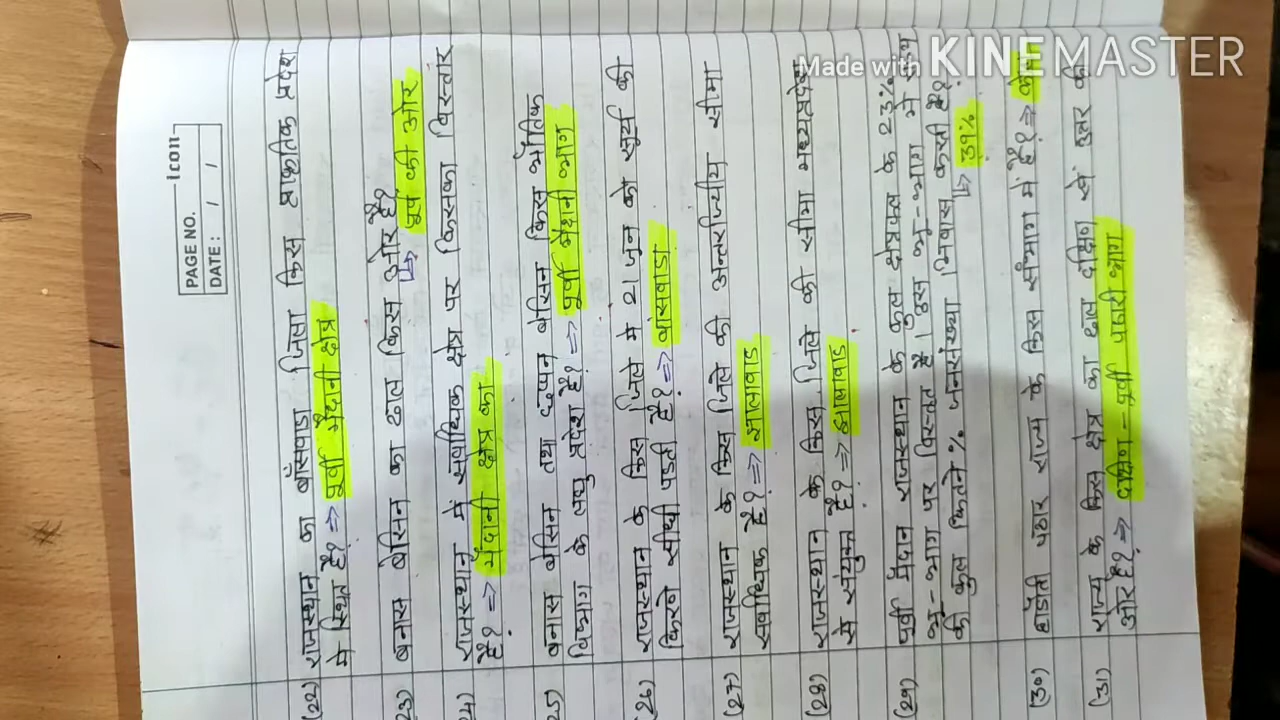 icon
PAGE NO.
DATE: / /
(22) राजस्थान का बाँसवाडा जिला किस प्राकृतिक प्रदेश
में स्थित है? ⇒ पूर्वी मैदानी क्षेत्र
23) बनास बेसिन का ढाल किस ओर है?
↳ पूर्व की ओर
24) राजस्थान में सर्वाधिक क्षेत्र पर किसका विस्तार
है? ⇒ मैदानी क्षेत्र का
25) बनास बेसिन तथा छप्पन बेसिन किस भौतिक
विभाग के लघु प्रदेश है? ⇒ पूर्वी मैदानी भाग
(26) राजस्थान के किस जिले में 21 जून को सूर्य की
किरणे सीधी पडती है? ⇒ बांसवाडा
(27) राजस्थान के किस जिले की अन्तर्राज्यीय सीमा
सर्वाधिक है? ⇒ झालावाड
(28) राजस्थान के किस जिले की सीमा मध्यप्रदेश
से संयुक्त है? ⇒ झालावाड
(29) पूर्वी मैदान राजस्थान के कुल क्षेत्रफल के 23%
भू-भाग पर विस्तृत है। इस भू-भाग में
की कुल कितने % जनसंख्या निवास करती है?
↳ 39%
(30) हाडौती पठार राज्य के किस संभाग में है? ⇒
(31) राज्य के किस क्षेत्र का ढाल दक्षिण से उत्तर की
ओर है? ⇒ दक्षिण-पूर्वी पठारी भाग
Made with KINEMASTER